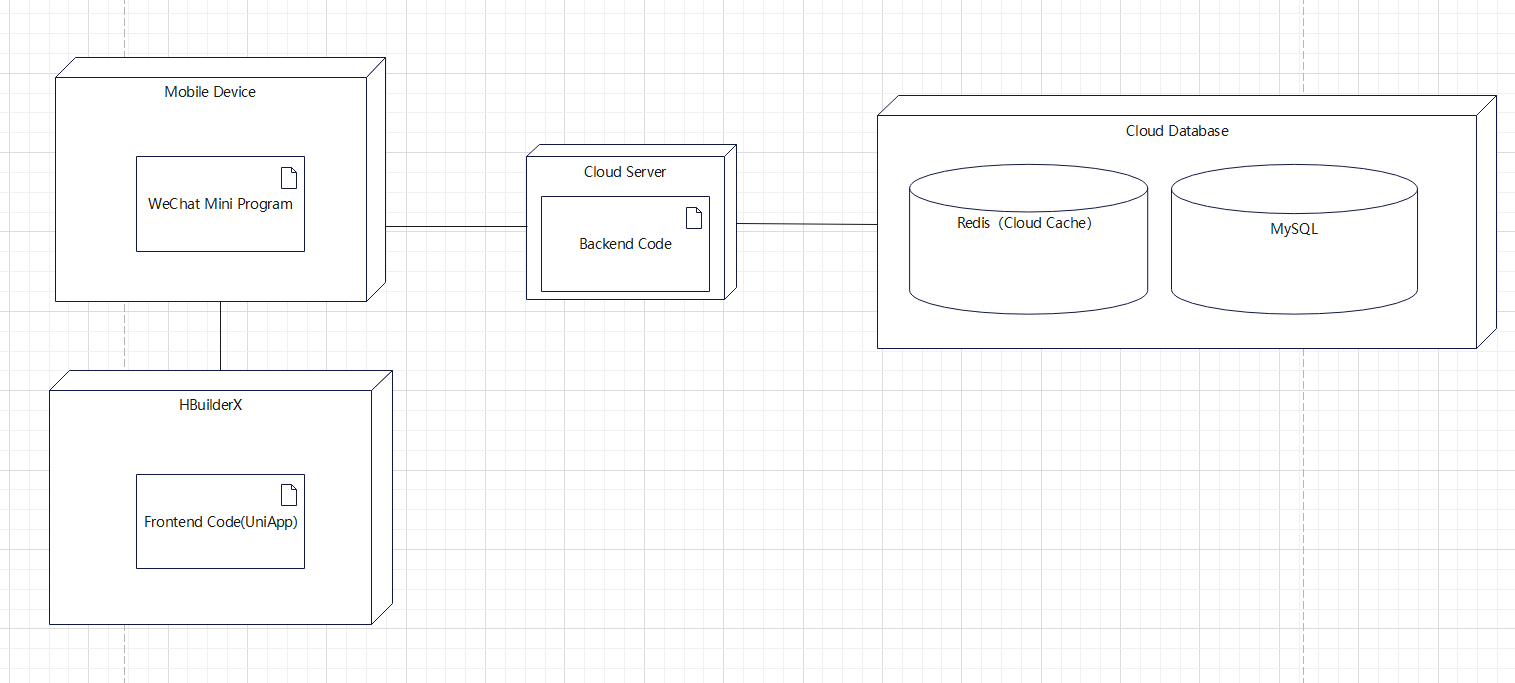 Mobile Device
WeChat Mini Program
Cloud Server
Backend Code
Cloud Database
Redis（Cloud Cache）
MySQL
HBuilderX
Frontend Code(UniApp)